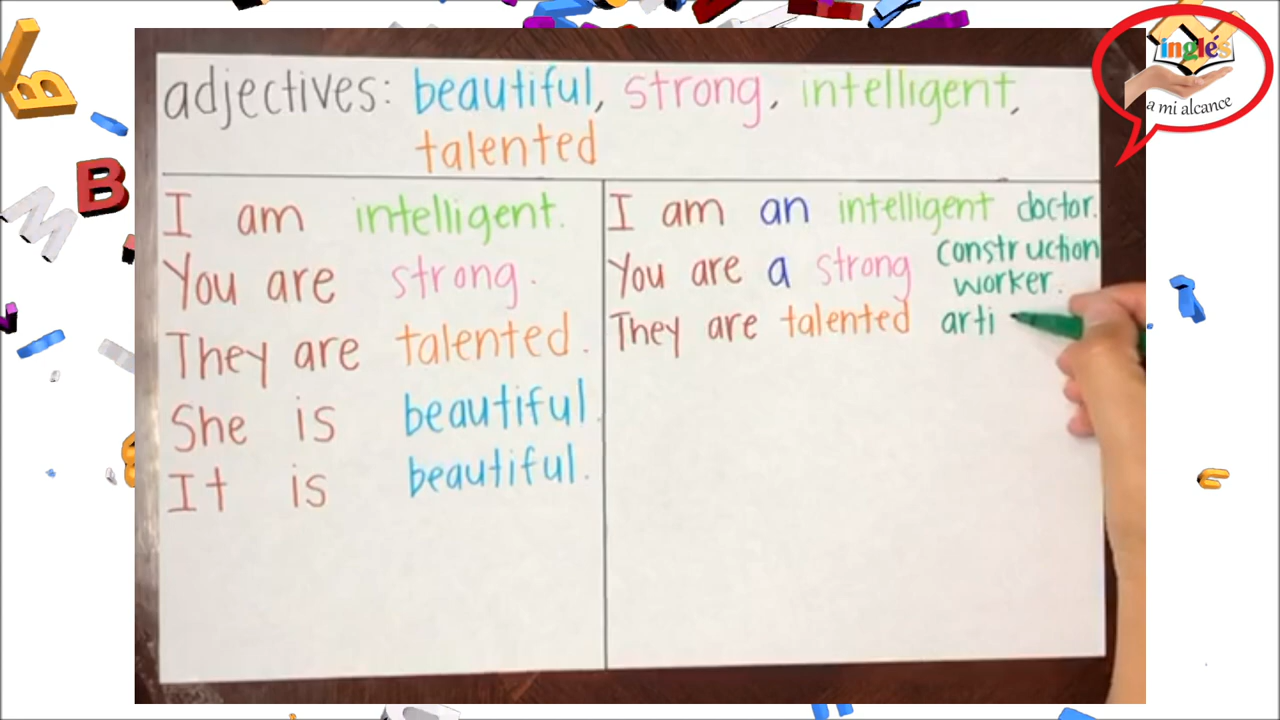 adjectives: beautiful, strong, intelligent,
talented
I am intelligent.
You are strong.
They are talented.
She is beautiful.
It is beautiful.
I am an intelligent doctor.
You are a strong construction
worker.
They are talented arti
inglés
a mi alcance
B
B
M